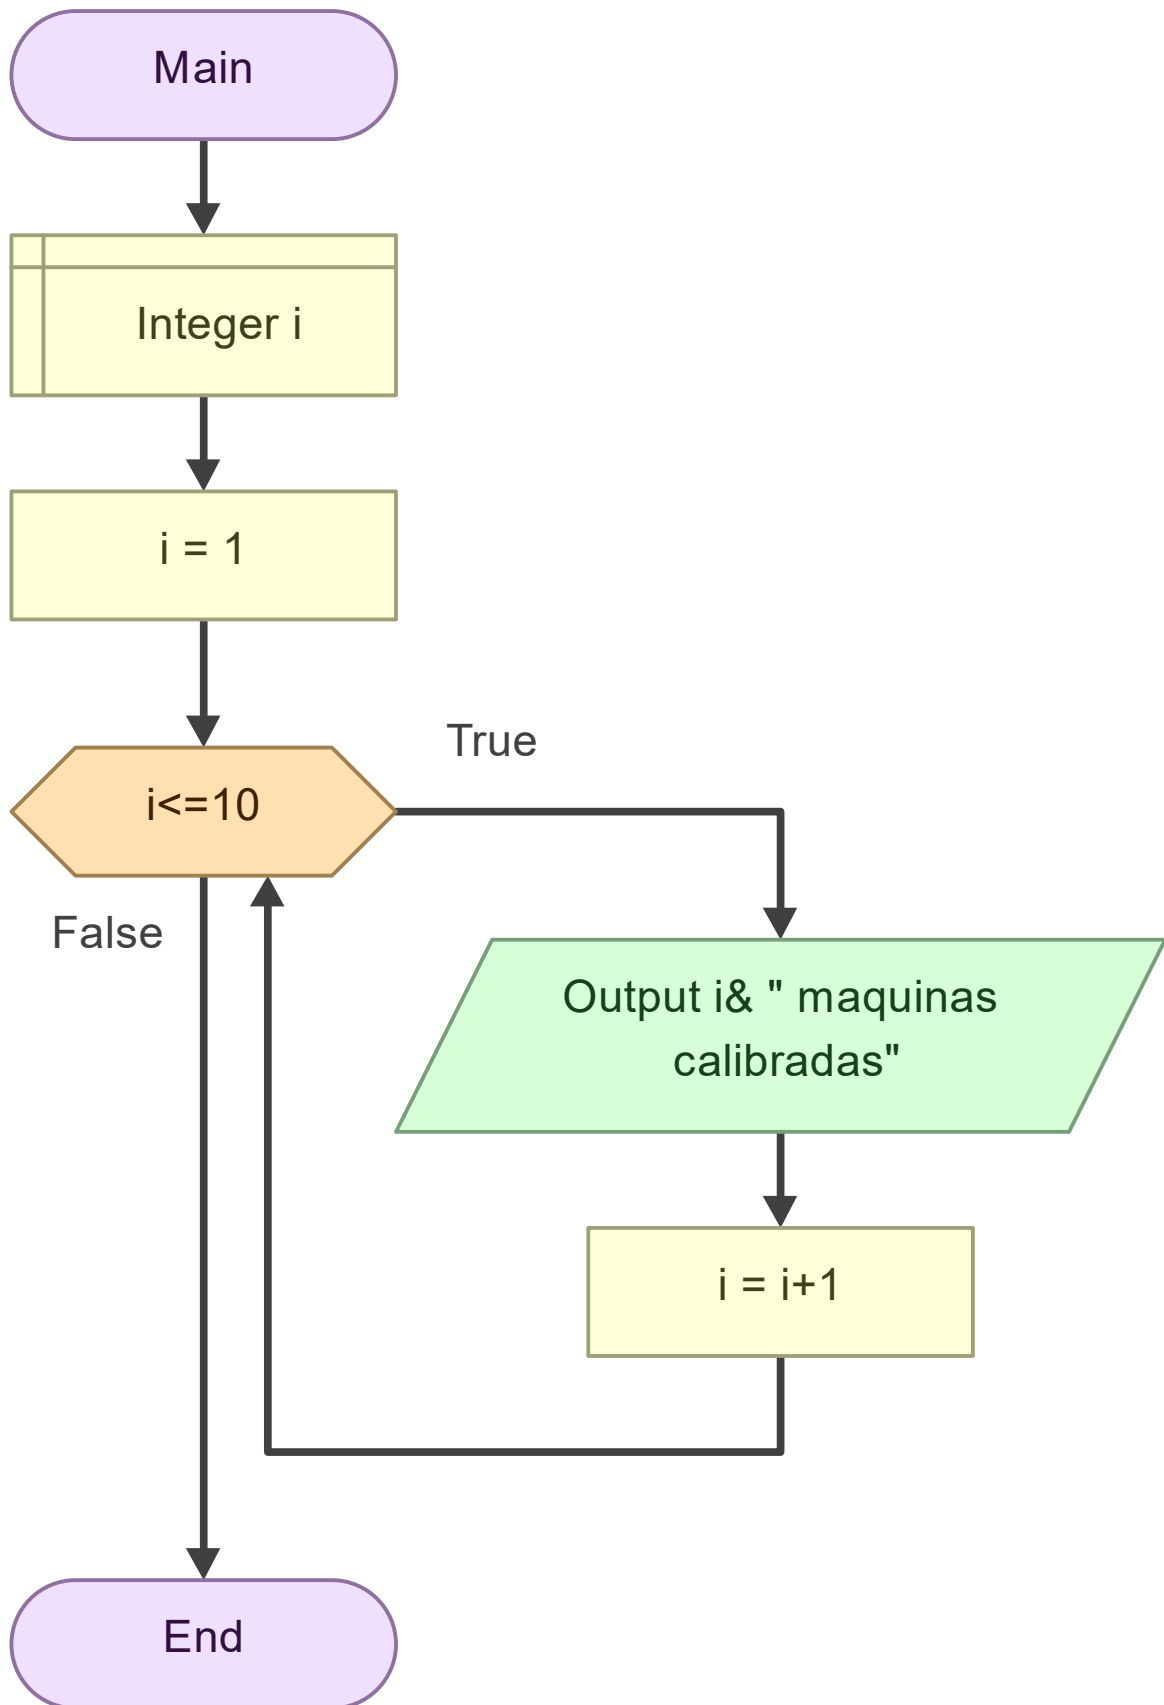 Main
Integer i
i = 1
i<=10
True
False
Output i& " maquinas
calibradas"
i = i+1
End